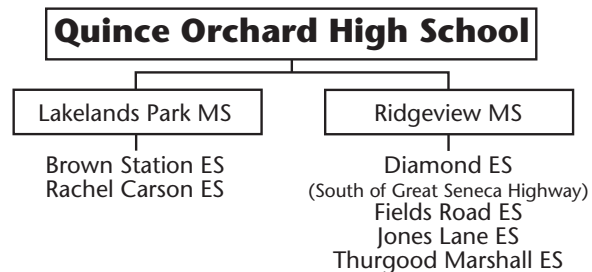 Quince Orchard High School
Lakelands Park MS
Brown Station ES
Rachel Carson ES
Ridgeview MS
Diamond ES
(South of Great Seneca Highway)
Fields Road ES
Jones Lane ES
Thurgood Marshall ES